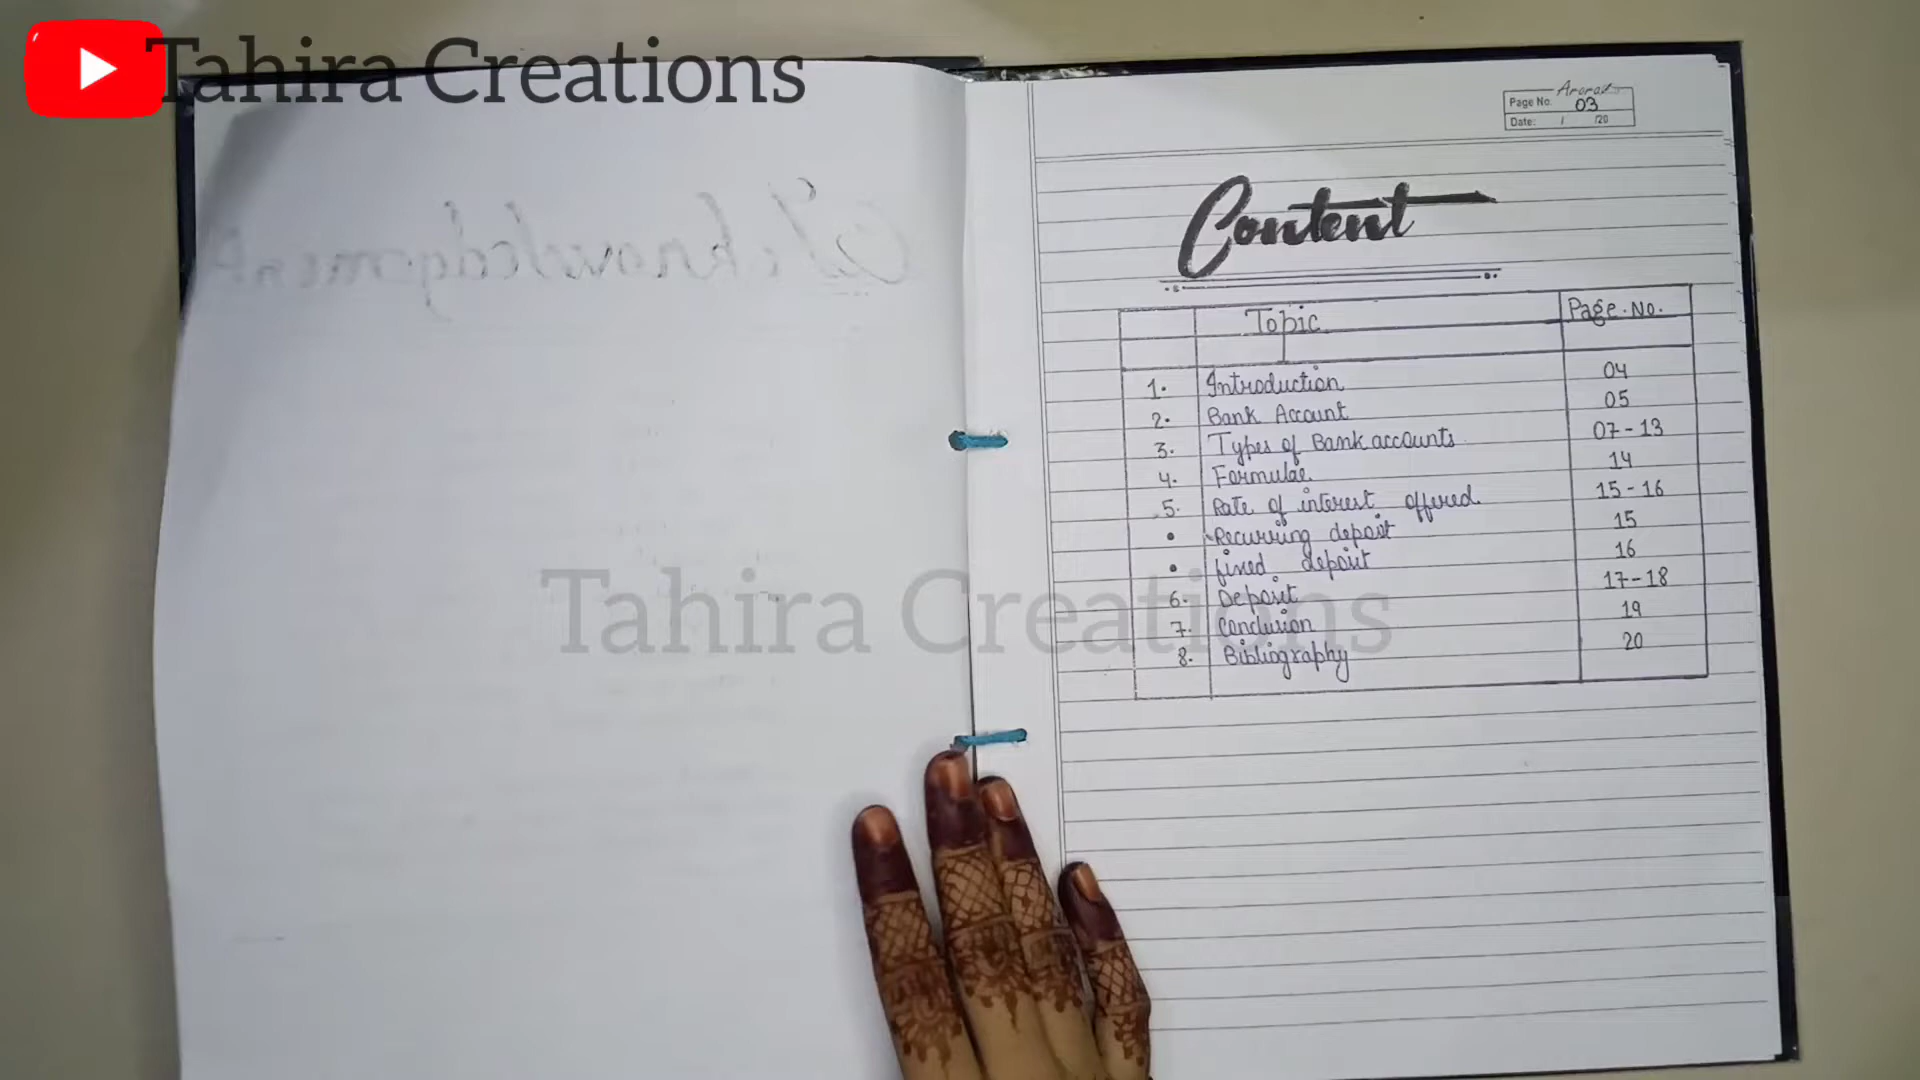 Tahira Creations
Page No. 03
Date: / /20
Acknowledgement
Content
Topic Page.No.
1. Introduction 04
2. Bank Account 05
3. Types of Bank accounts 07-13
4. Formulae 14
5. Rate of interest offered 15-16
• Recurring deposit 15
• fixed deposit 16
6. Deposit 17-18
7. Conclusion 19
8. Bibliography 20
Tahira Creations